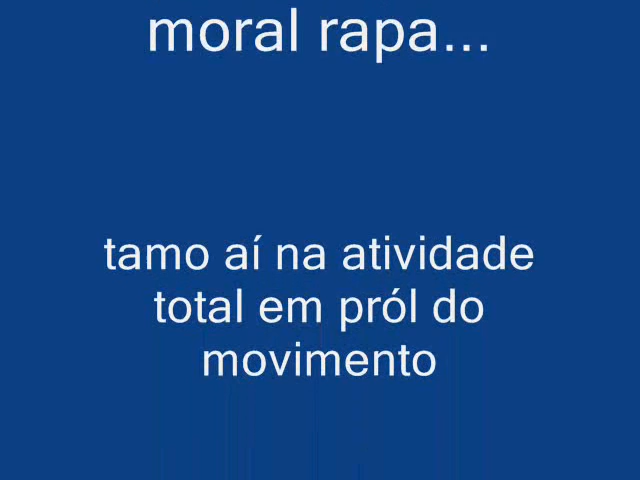 moral rapa...
tamo aí na atividade
total em pról do
movimento